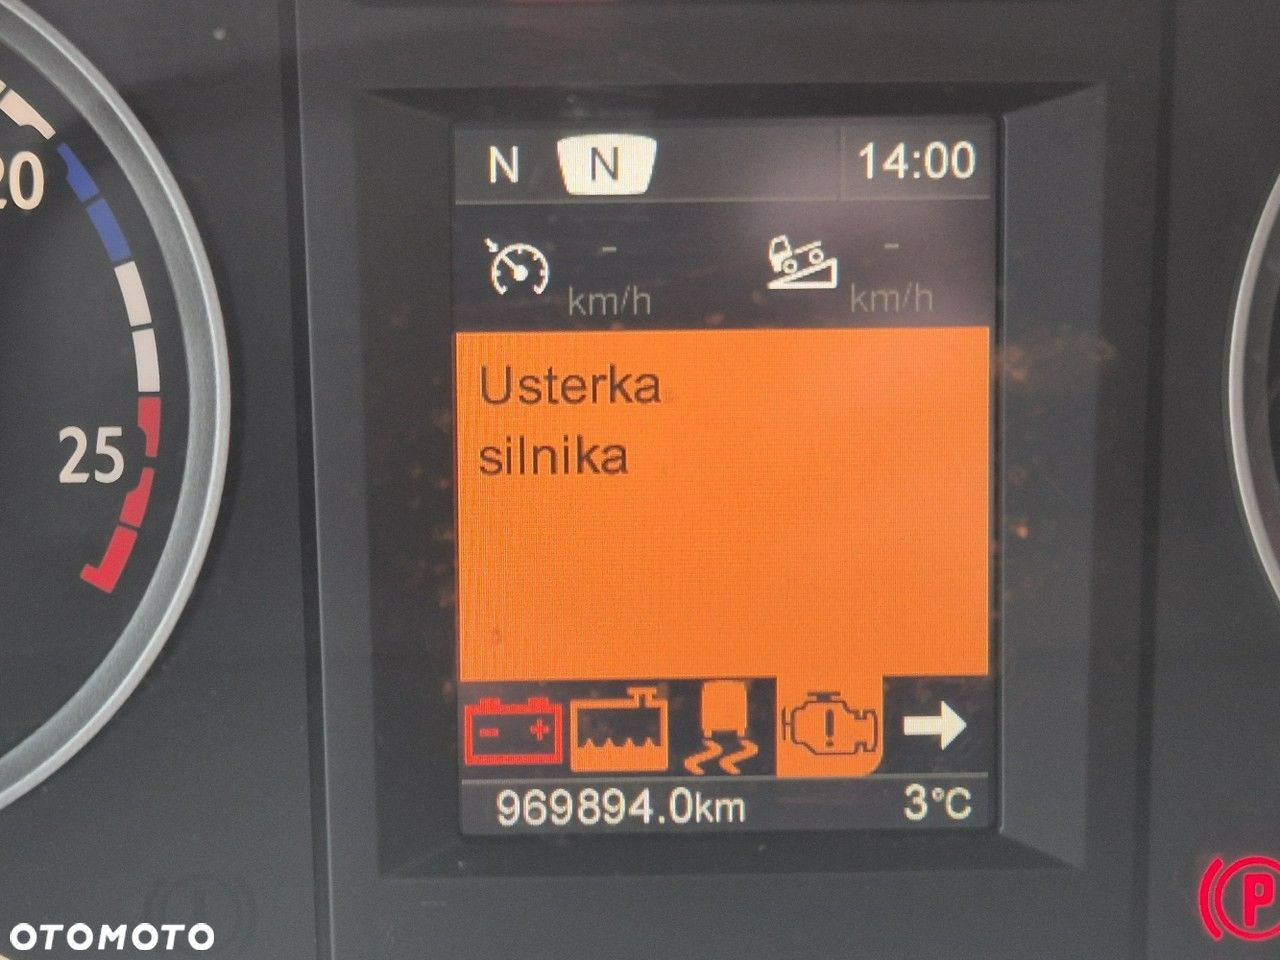 N N 14:00
- -
km/h km/h
Usterka
silnika
- +
!
969894.0km 3°C
20
25
P
OTOMOTO